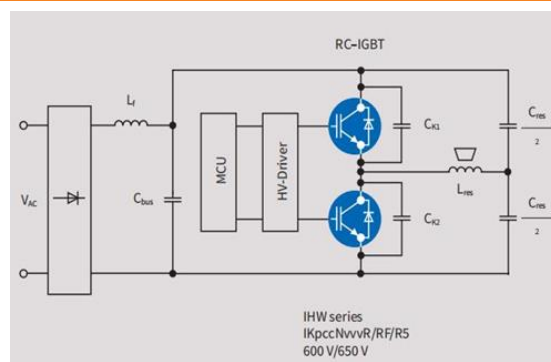 RC-IGBT
Lf
VAC
Cbus
MCU
HV-Driver
CK1
CK2
Lres
Cres
2
Cres
2
IHW series
IKpccNvvvR/RF/R5
600 V/650 V